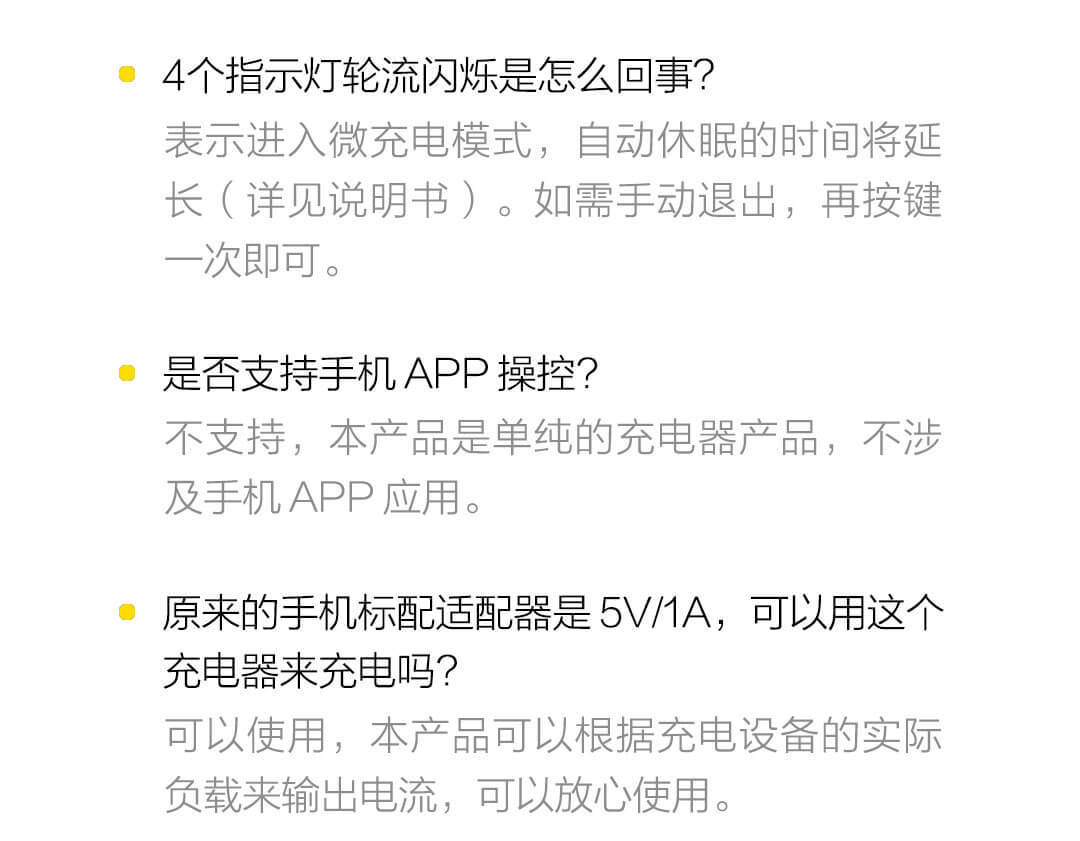 4个指示灯轮流闪烁是怎么回事?
表示进入微充电模式，自动休眠的时间将延
长（详见说明书）。如需手动退出，再按键
一次即可。
是否支持手机 APP 操控?
不支持，本产品是单纯的充电器产品，不涉
及手机 APP 应用。
原来的手机标配适配器是 5V/1A，可以用这个
充电器来充电吗?
可以使用，本产品可以根据充电设备的实际
负载来输出电流，可以放心使用。